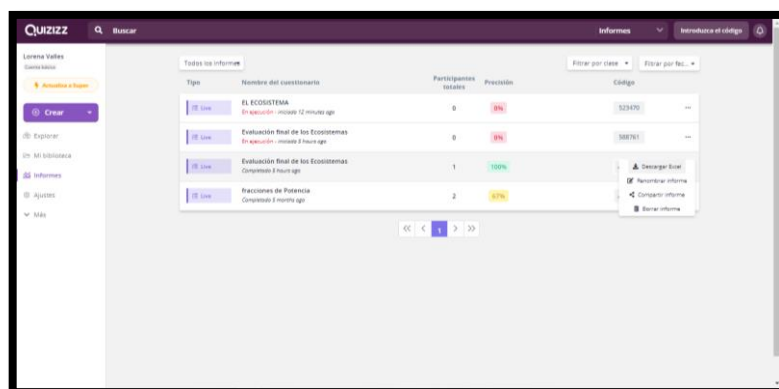 Quizizz
Buscar
Informes
Introduzca el código
Lorena Valles
Cuenta básica
Actualiza a Super
Crear
Explorar
Mi biblioteca
Informes
Ajustes
Más
Todos los informes
Filtrar por clase
Filtrar por fec...
Tipo
Nombre del cuestionario
Participantes totales
Precisión
Código
Live
EL ECOSISTEMA
En ejecución - iniciado 12 minutes ago
0
0%
523470
...
Live
Evaluación final de los Ecosistemas
En ejecución - iniciado 5 hours ago
0
0%
588761
...
Live
Evaluación final de los Ecosistemas
Completado 5 hours ago
1
100%
Descargar Excel
Renombrar informe
Compartir informe
Borrar informe
Live
fracciones de Potencia
Completado 5 months ago
2
67%
1